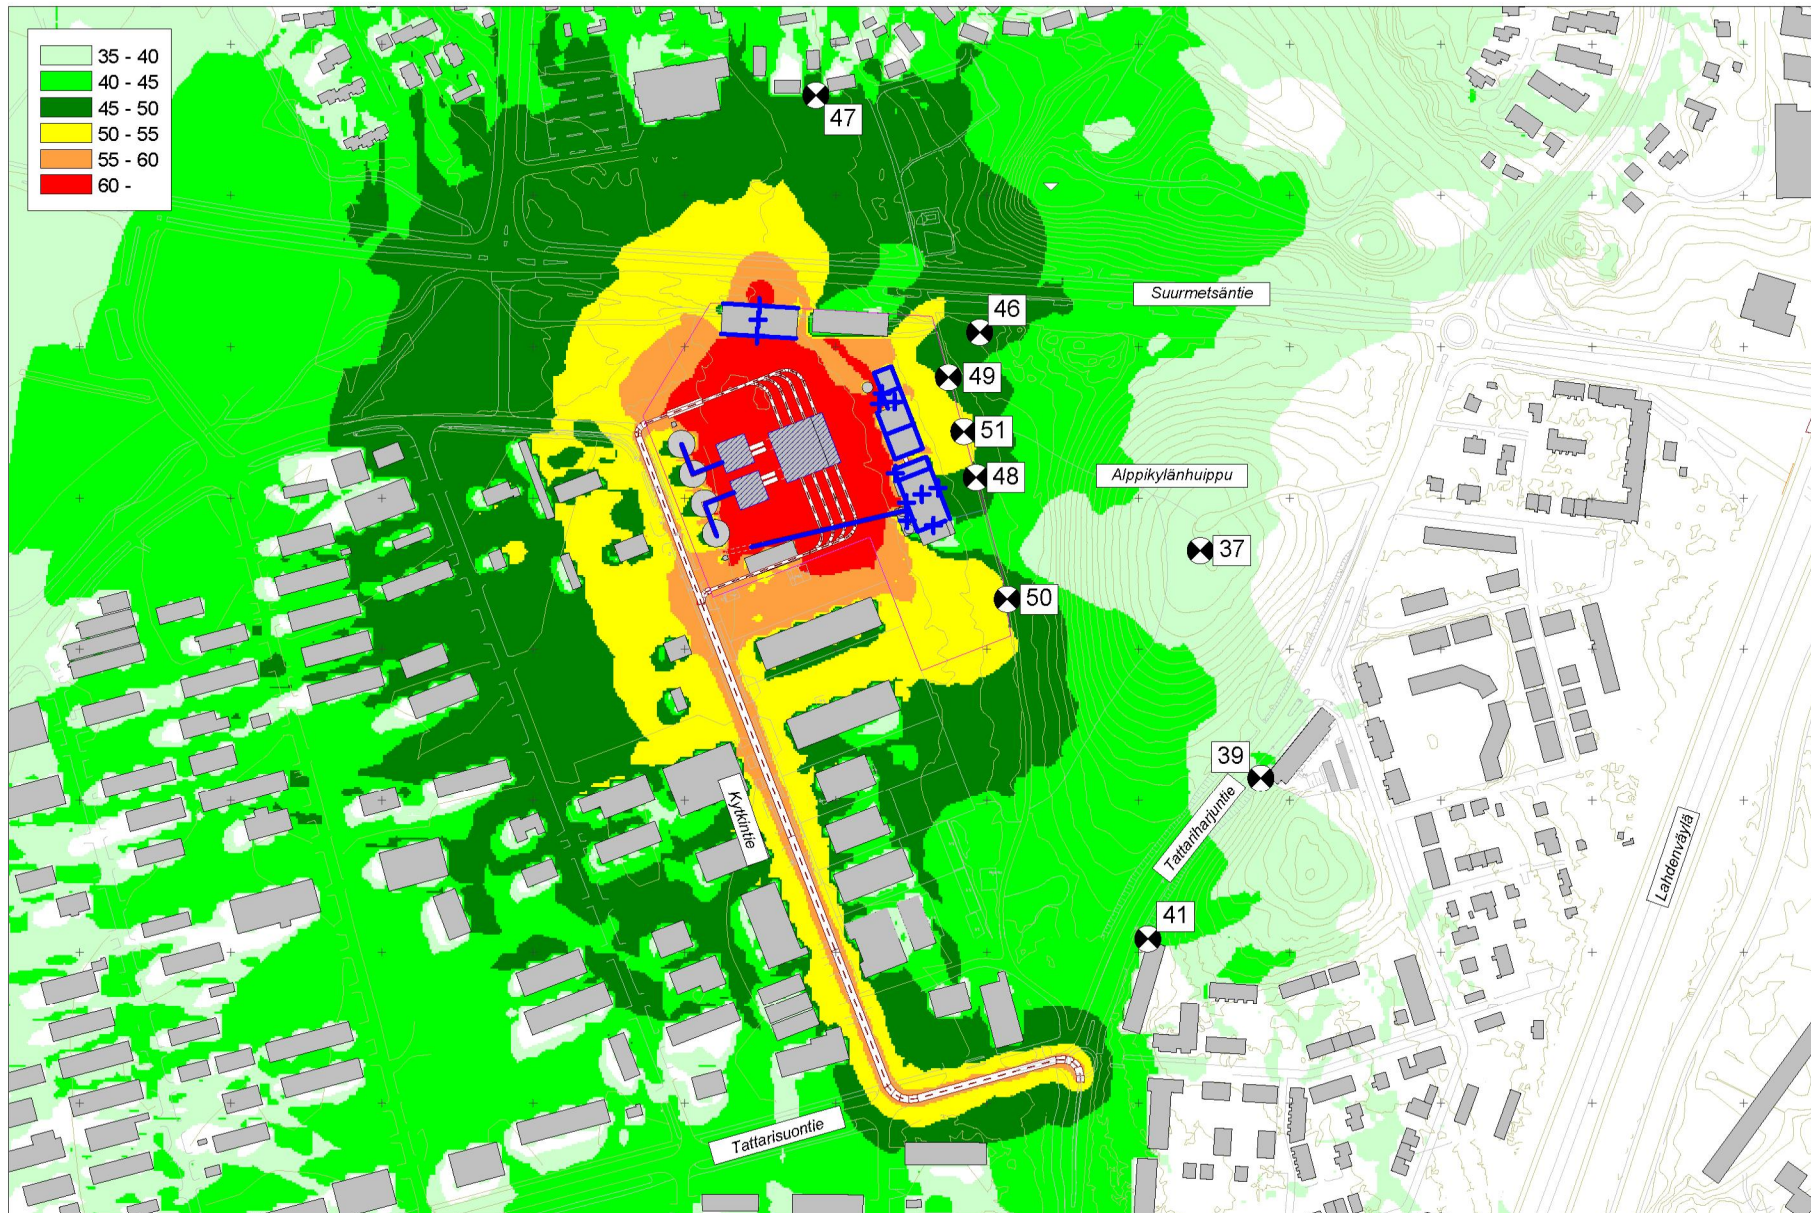 35 - 40
40 - 45
45 - 50
50 - 55
55 - 60
60 -
47
Suurmetsäntie
46
49
51
Alppikylänhuippu
48
37
50
39
Kytkintie
Tattariharjuntie
Lahdenväylä
41
Tattarisuontie